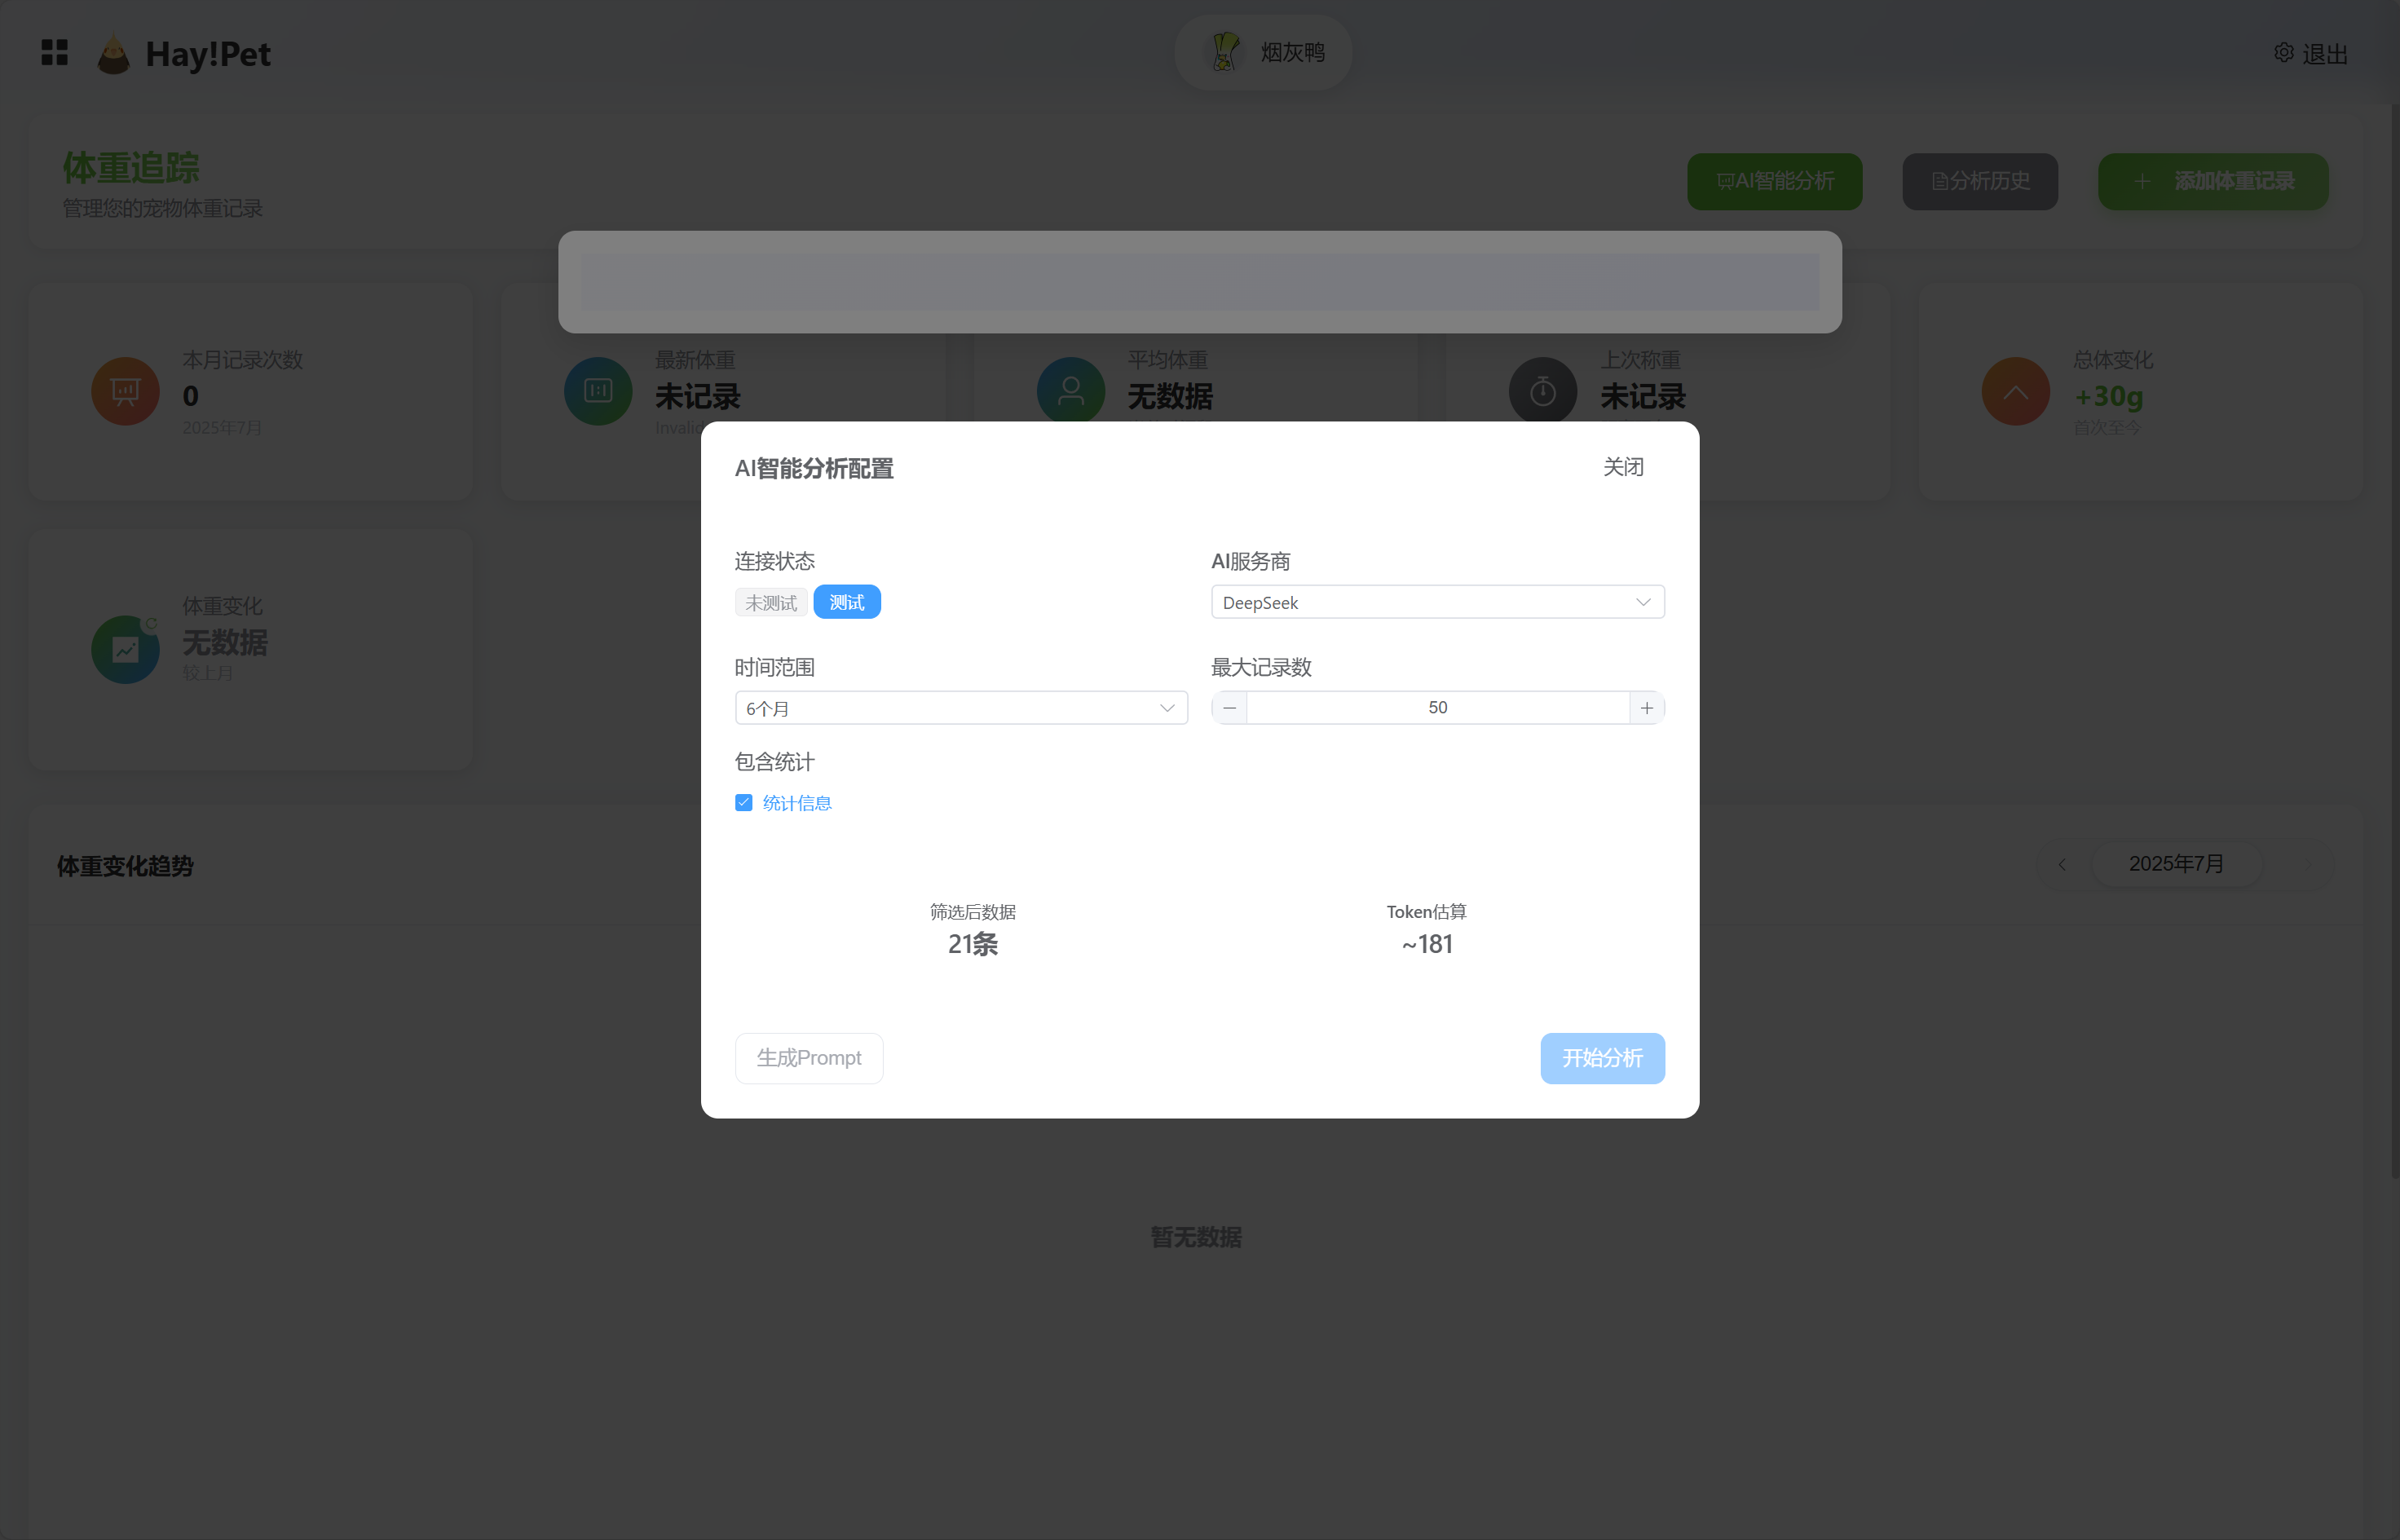 Hay!Pet
烟灰鸭
退出
体重追踪
管理您的宠物体重记录
AI智能分析
分析历史
添加体重记录
本月记录次数
0
2025年7月
最新体重
未记录
Invalid
平均体重
无数据
上次称重
未记录
总体变化
+30g
首次至今
体重变化
无数据
较上月
AI智能分析配置
关闭
连接状态
未测试
测试
AI服务商
DeepSeek
时间范围
6个月
最大记录数
50
包含统计
统计信息
筛选后数据
21条
Token估算
~181
生成Prompt
开始分析
体重变化趋势
2025年7月
暂无数据